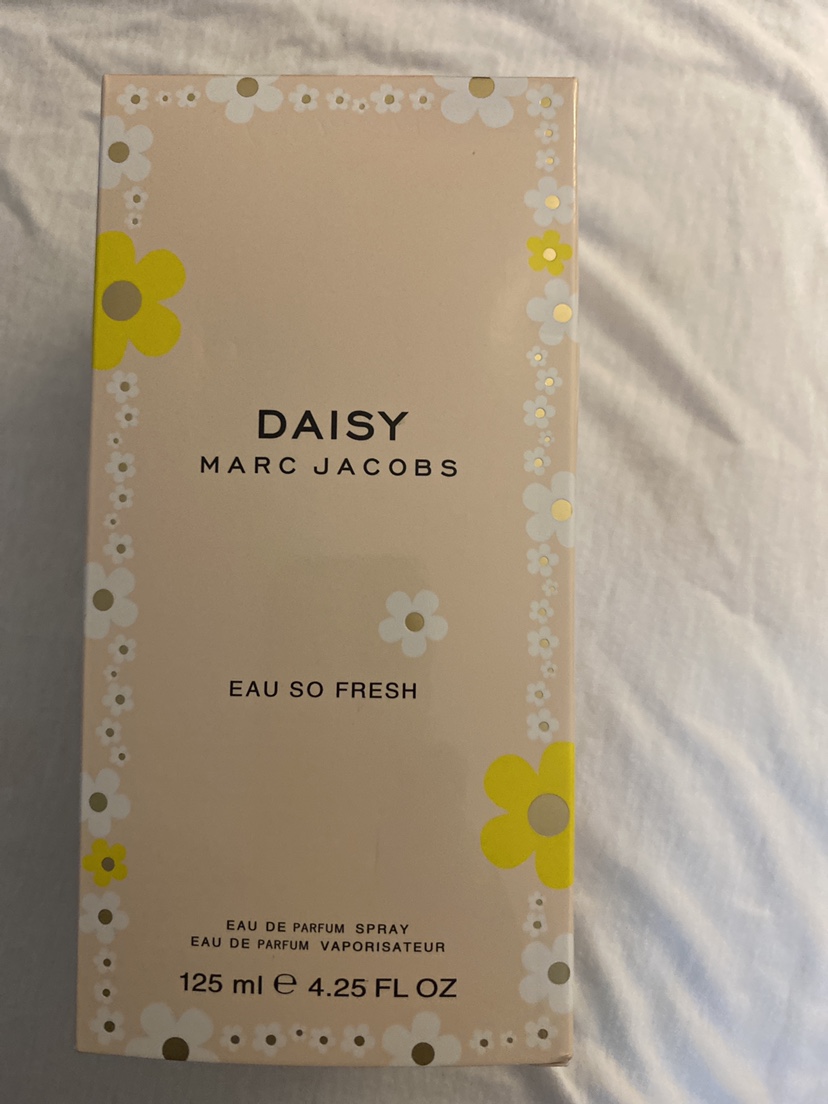 DAISY
MARC JACOBS
EAU SO FRESH
EAU DE PARFUM SPRAY
EAU DE PARFUM VAPORISATEUR
125 ml ℮ 4.25 FL OZ